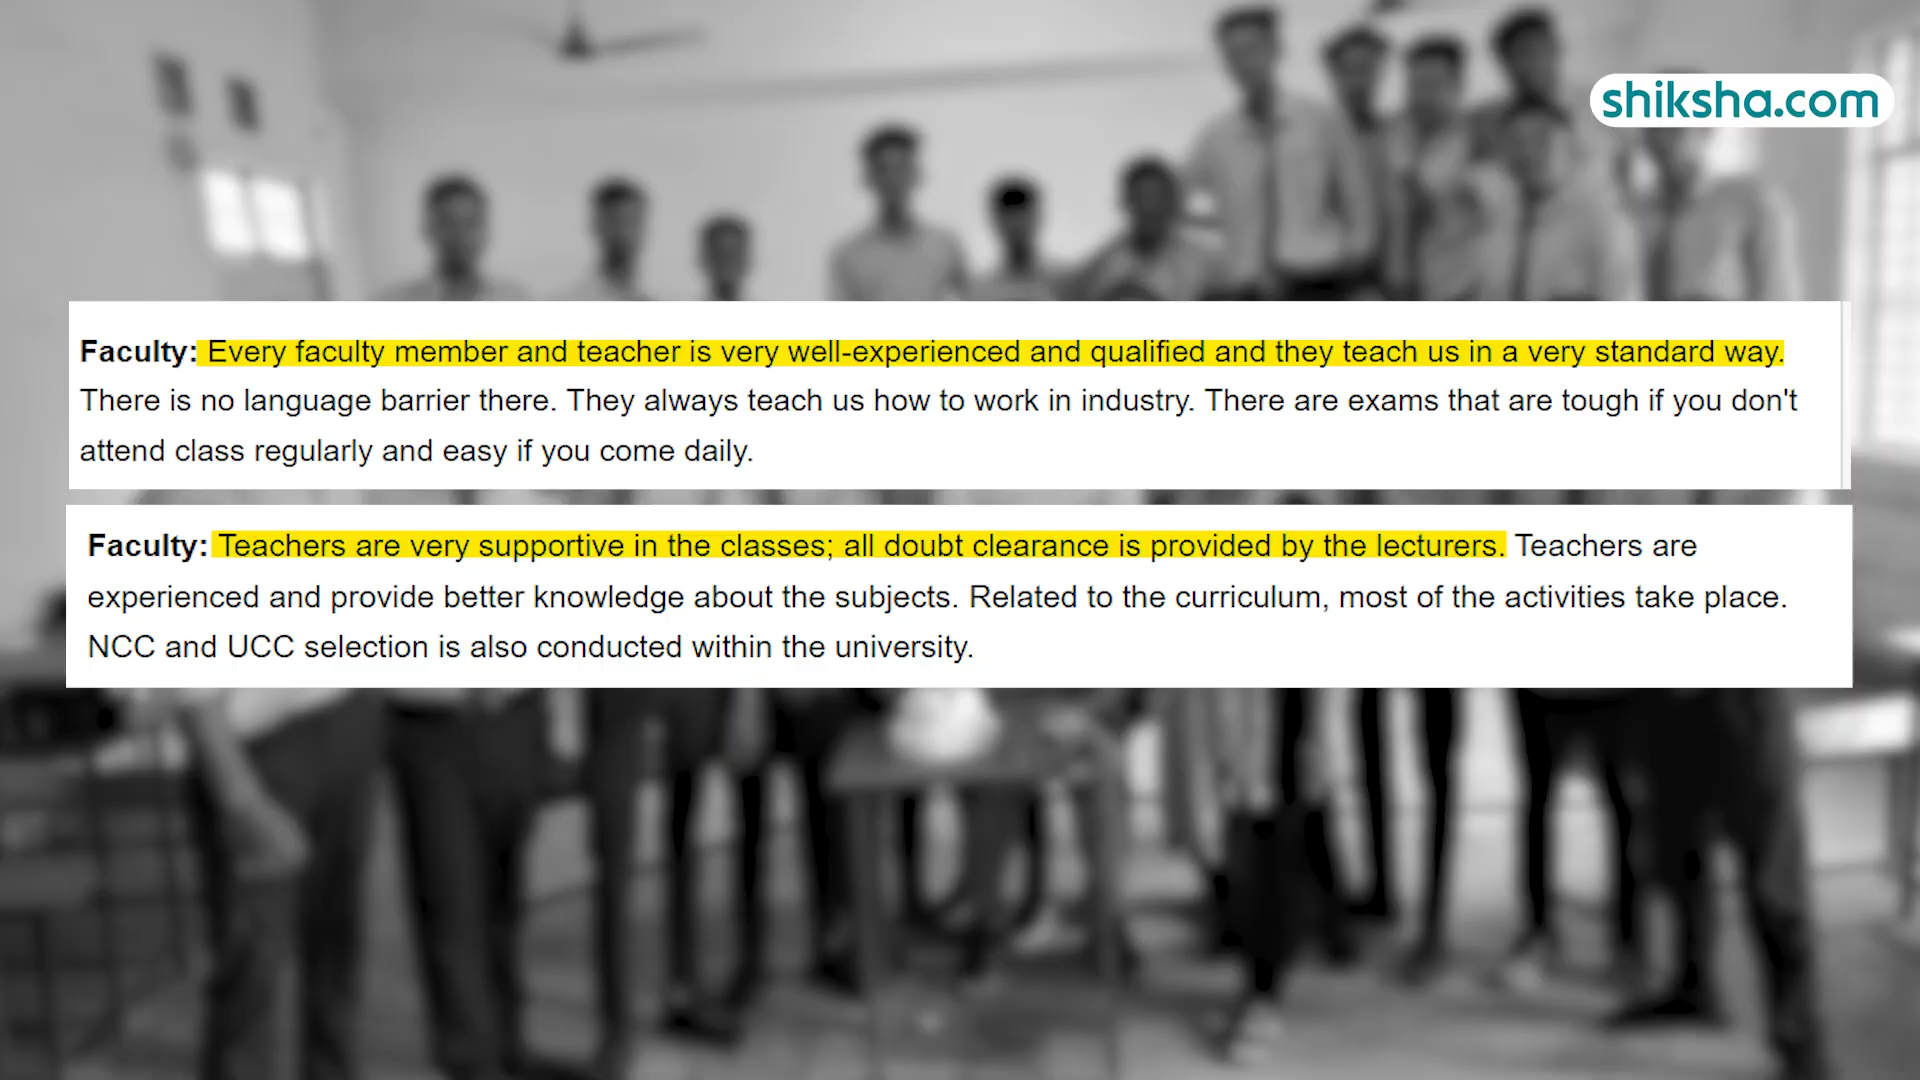 shiksha.com
Faculty: Every faculty member and teacher is very well-experienced and qualified and they teach us in a very standard way.
There is no language barrier there. They always teach us how to work in industry. There are exams that are tough if you don't
attend class regularly and easy if you come daily.
Faculty: Teachers are very supportive in the classes; all doubt clearance is provided by the lecturers. Teachers are
experienced and provide better knowledge about the subjects. Related to the curriculum, most of the activities take place.
NCC and UCC selection is also conducted within the university.